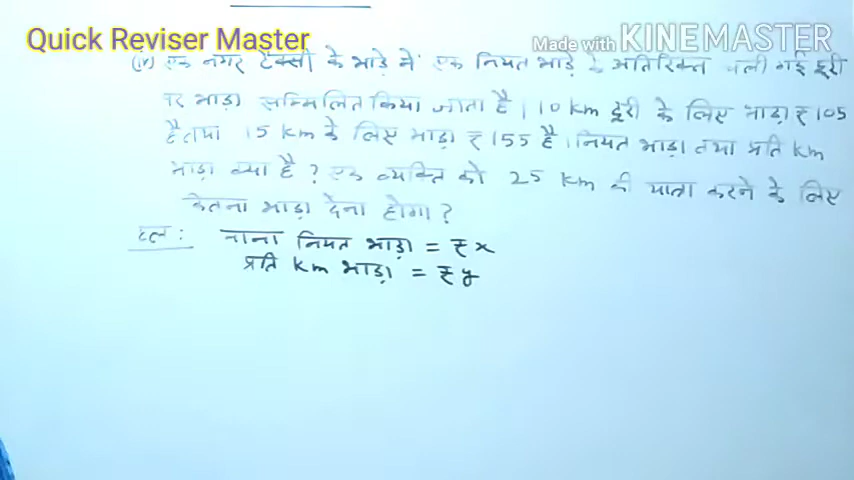 Quick Reviser Master
Made with KINEMASTER
(iv) एक नगर टैक्सी के भाड़े में एक नियत भाड़े के अतिरिक्त चली गई दूरी
पर भाड़ा सम्मिलित किया जाता है। 10 km दूरी के लिए भाड़ा ₹105
है तथा 15 km के लिए भाड़ा ₹155 है। नियत भाड़ा तथा प्रति km
भाड़ा क्या है? एक व्यक्ति को 25 km की यात्रा करने के लिए
कितना भाड़ा देना होगा?
हल: माना नियत भाड़ा = ₹x
प्रति km भाड़ा = ₹y